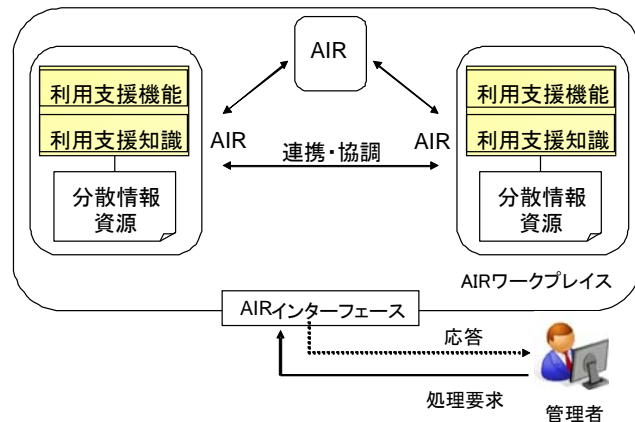 AIR
利用支援機能
利用支援知識
分散情報
資源
AIR
連携・協調
AIR
利用支援機能
利用支援知識
分散情報
資源
AIRワークプレイス
AIRインターフェース
応答
処理要求
管理者